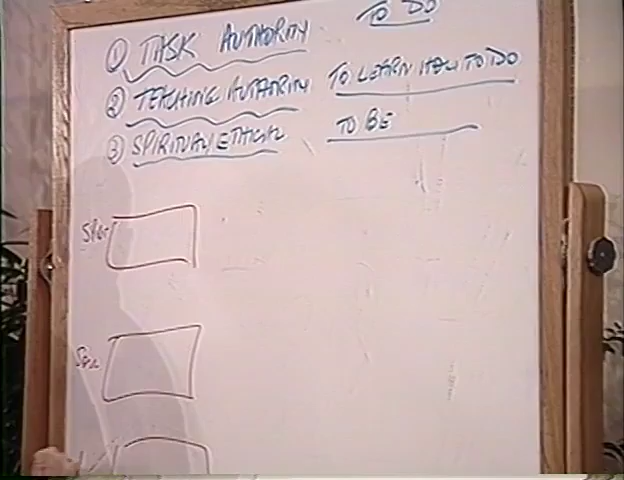 ① TASK AUTHORITY TO DO
② TEACHING AUTHORITY TO LEARN HOW TO DO
③ SPIRITUAL/ETHICAL TO BE